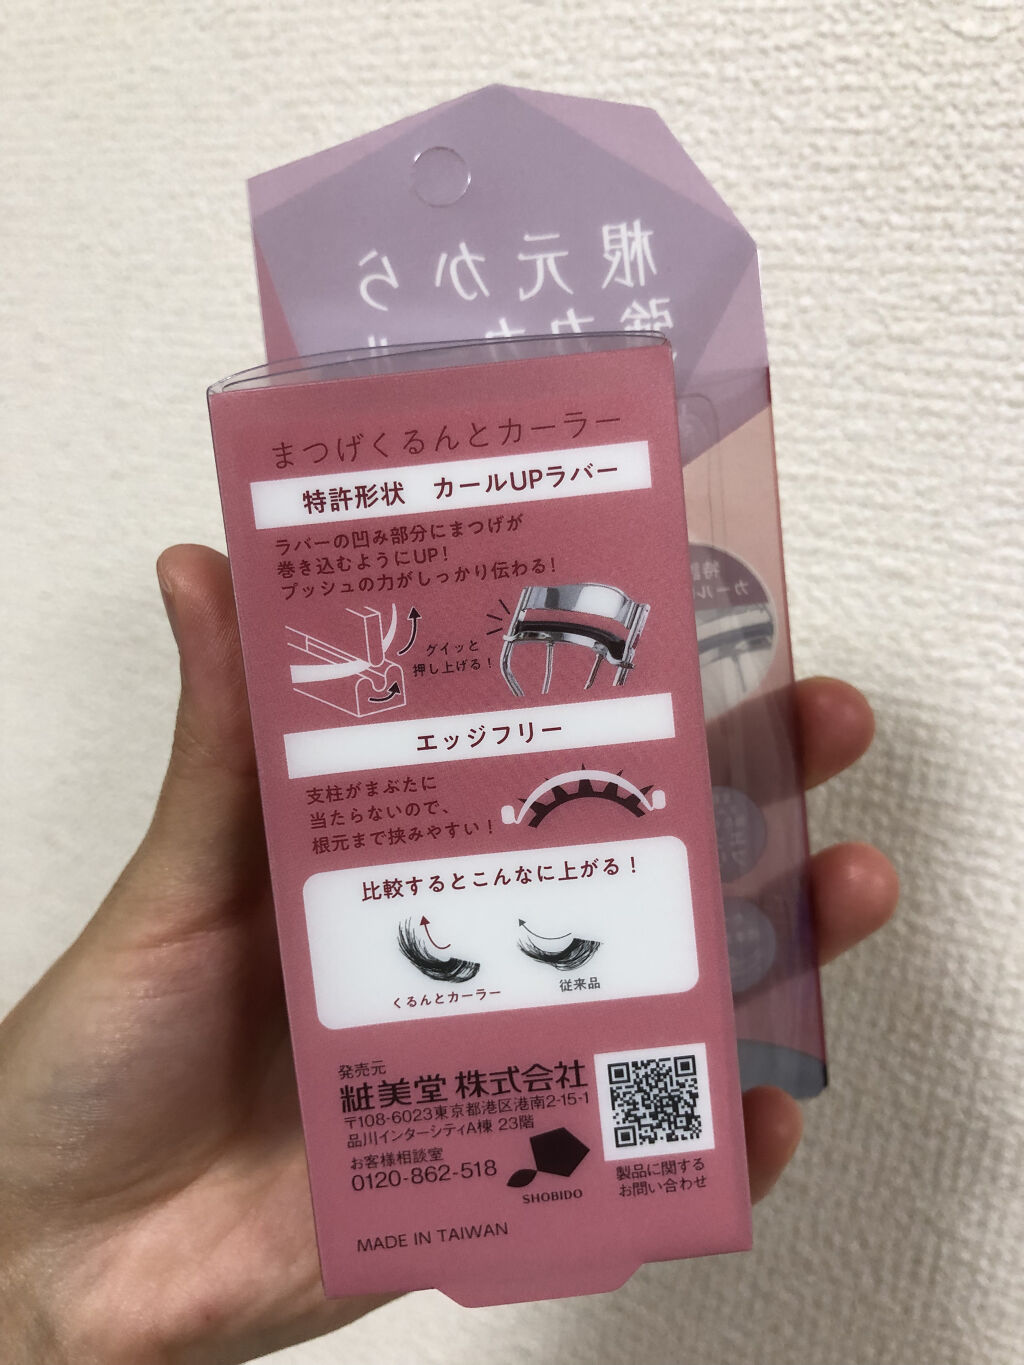 根元から
まつげくるんとカーラー
特許形状 カールUPラバー
ラバーの凹み部分にまつげが
巻き込むようにUP!
プッシュの力がしっかり伝わる!
グイッと
押し上げる!
エッジフリー
支柱がまぶたに
当たらないので、
根元まで挟みやすい!
比較するとこんなに上がる!
くるんとカーラー
従来品
発売元
粧美堂 株式会社
〒108-6023東京都港区港南2-15-1
品川インターシティA棟 23階
お客様相談室
0120-862-518
SHOBIDO
製品に関する
お問い合わせ
MADE IN TAIWAN